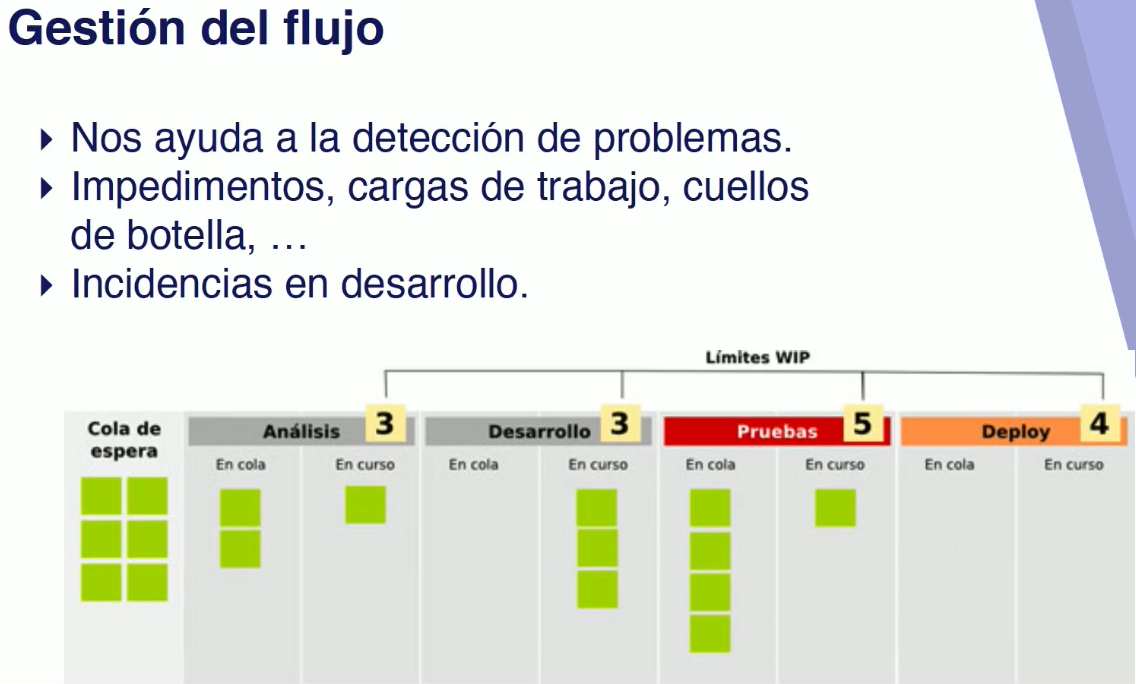 Gestión del flujo
Nos ayuda a la detección de problemas.
Impedimentos, cargas de trabajo, cuellos
de botella, …
Incidencias en desarrollo.
Límites WIP
Cola de
espera
Análisis 3
En cola En curso
Desarrollo 3
En cola En curso
Pruebas 5
En cola En curso
Deploy 4
En cola En curso